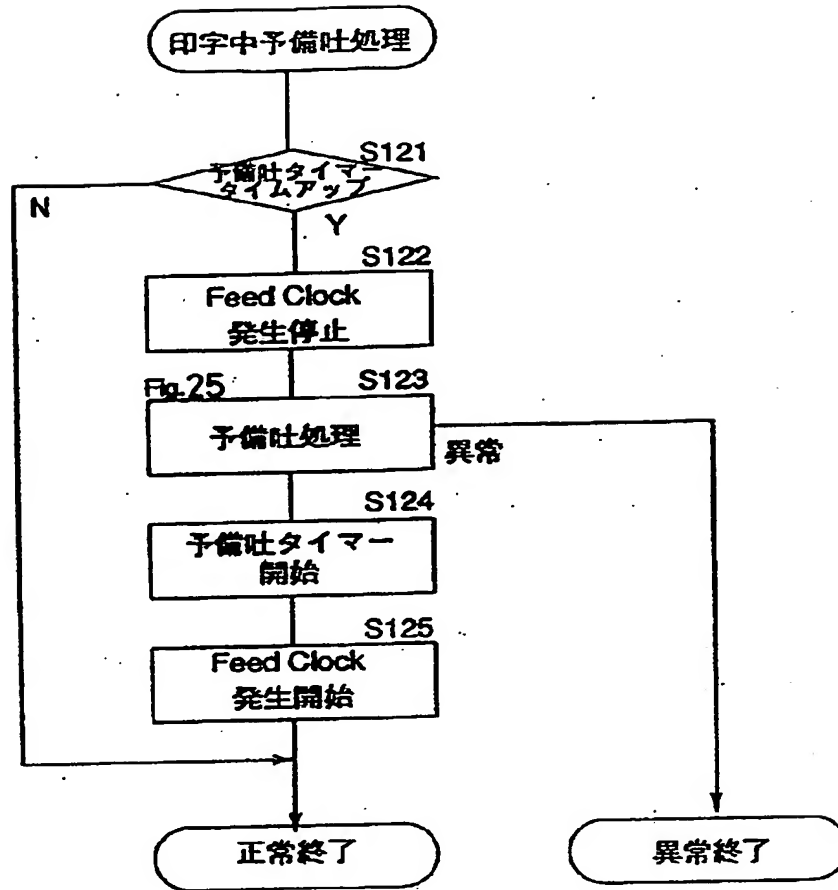 印字中予備吐処理
S121
予備吐タイマー
タイムアップ
N
Y
S122
Feed Clock
発生停止
Fig.25
S123
予備吐処理
異常
S124
予備吐タイマー
開始
S125
Feed Clock
発生開始
正常終了
異常終了